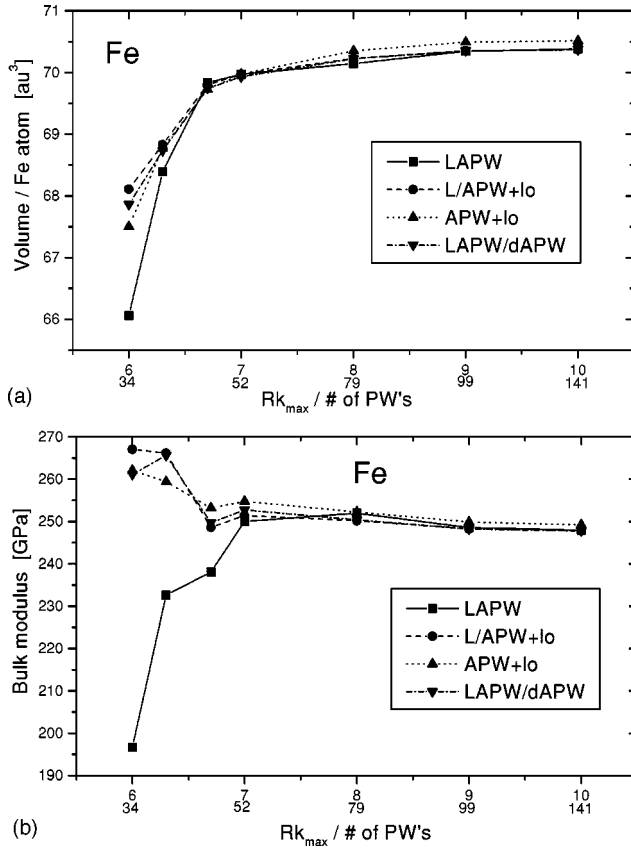 71
70
69
68
67
66
Volume / Fe atom [au³]
Fe
LAPW
L/APW+lo
APW+lo
LAPW/dAPW
6 7 8 9 10
34 52 79 99 141
(a)
Rkmax / # of PW's
270
260
250
240
230
220
210
200
190
Bulk modulus [GPa]
Fe
LAPW
L/APW+lo
APW+lo
LAPW/dAPW
6 7 8 9 10
34 52 79 99 141
(b)
Rkmax / # of PW's